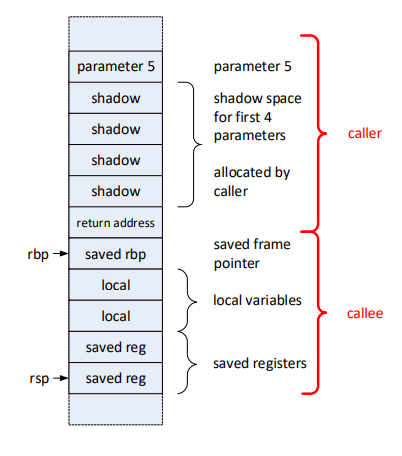 parameter 5
parameter 5
shadow
shadow space
for first 4
parameters
shadow
caller
shadow
allocated by
caller
shadow
return address
rbp
saved rbp
saved frame
pointer
local
local variables
callee
local
saved reg
saved registers
rsp
saved reg